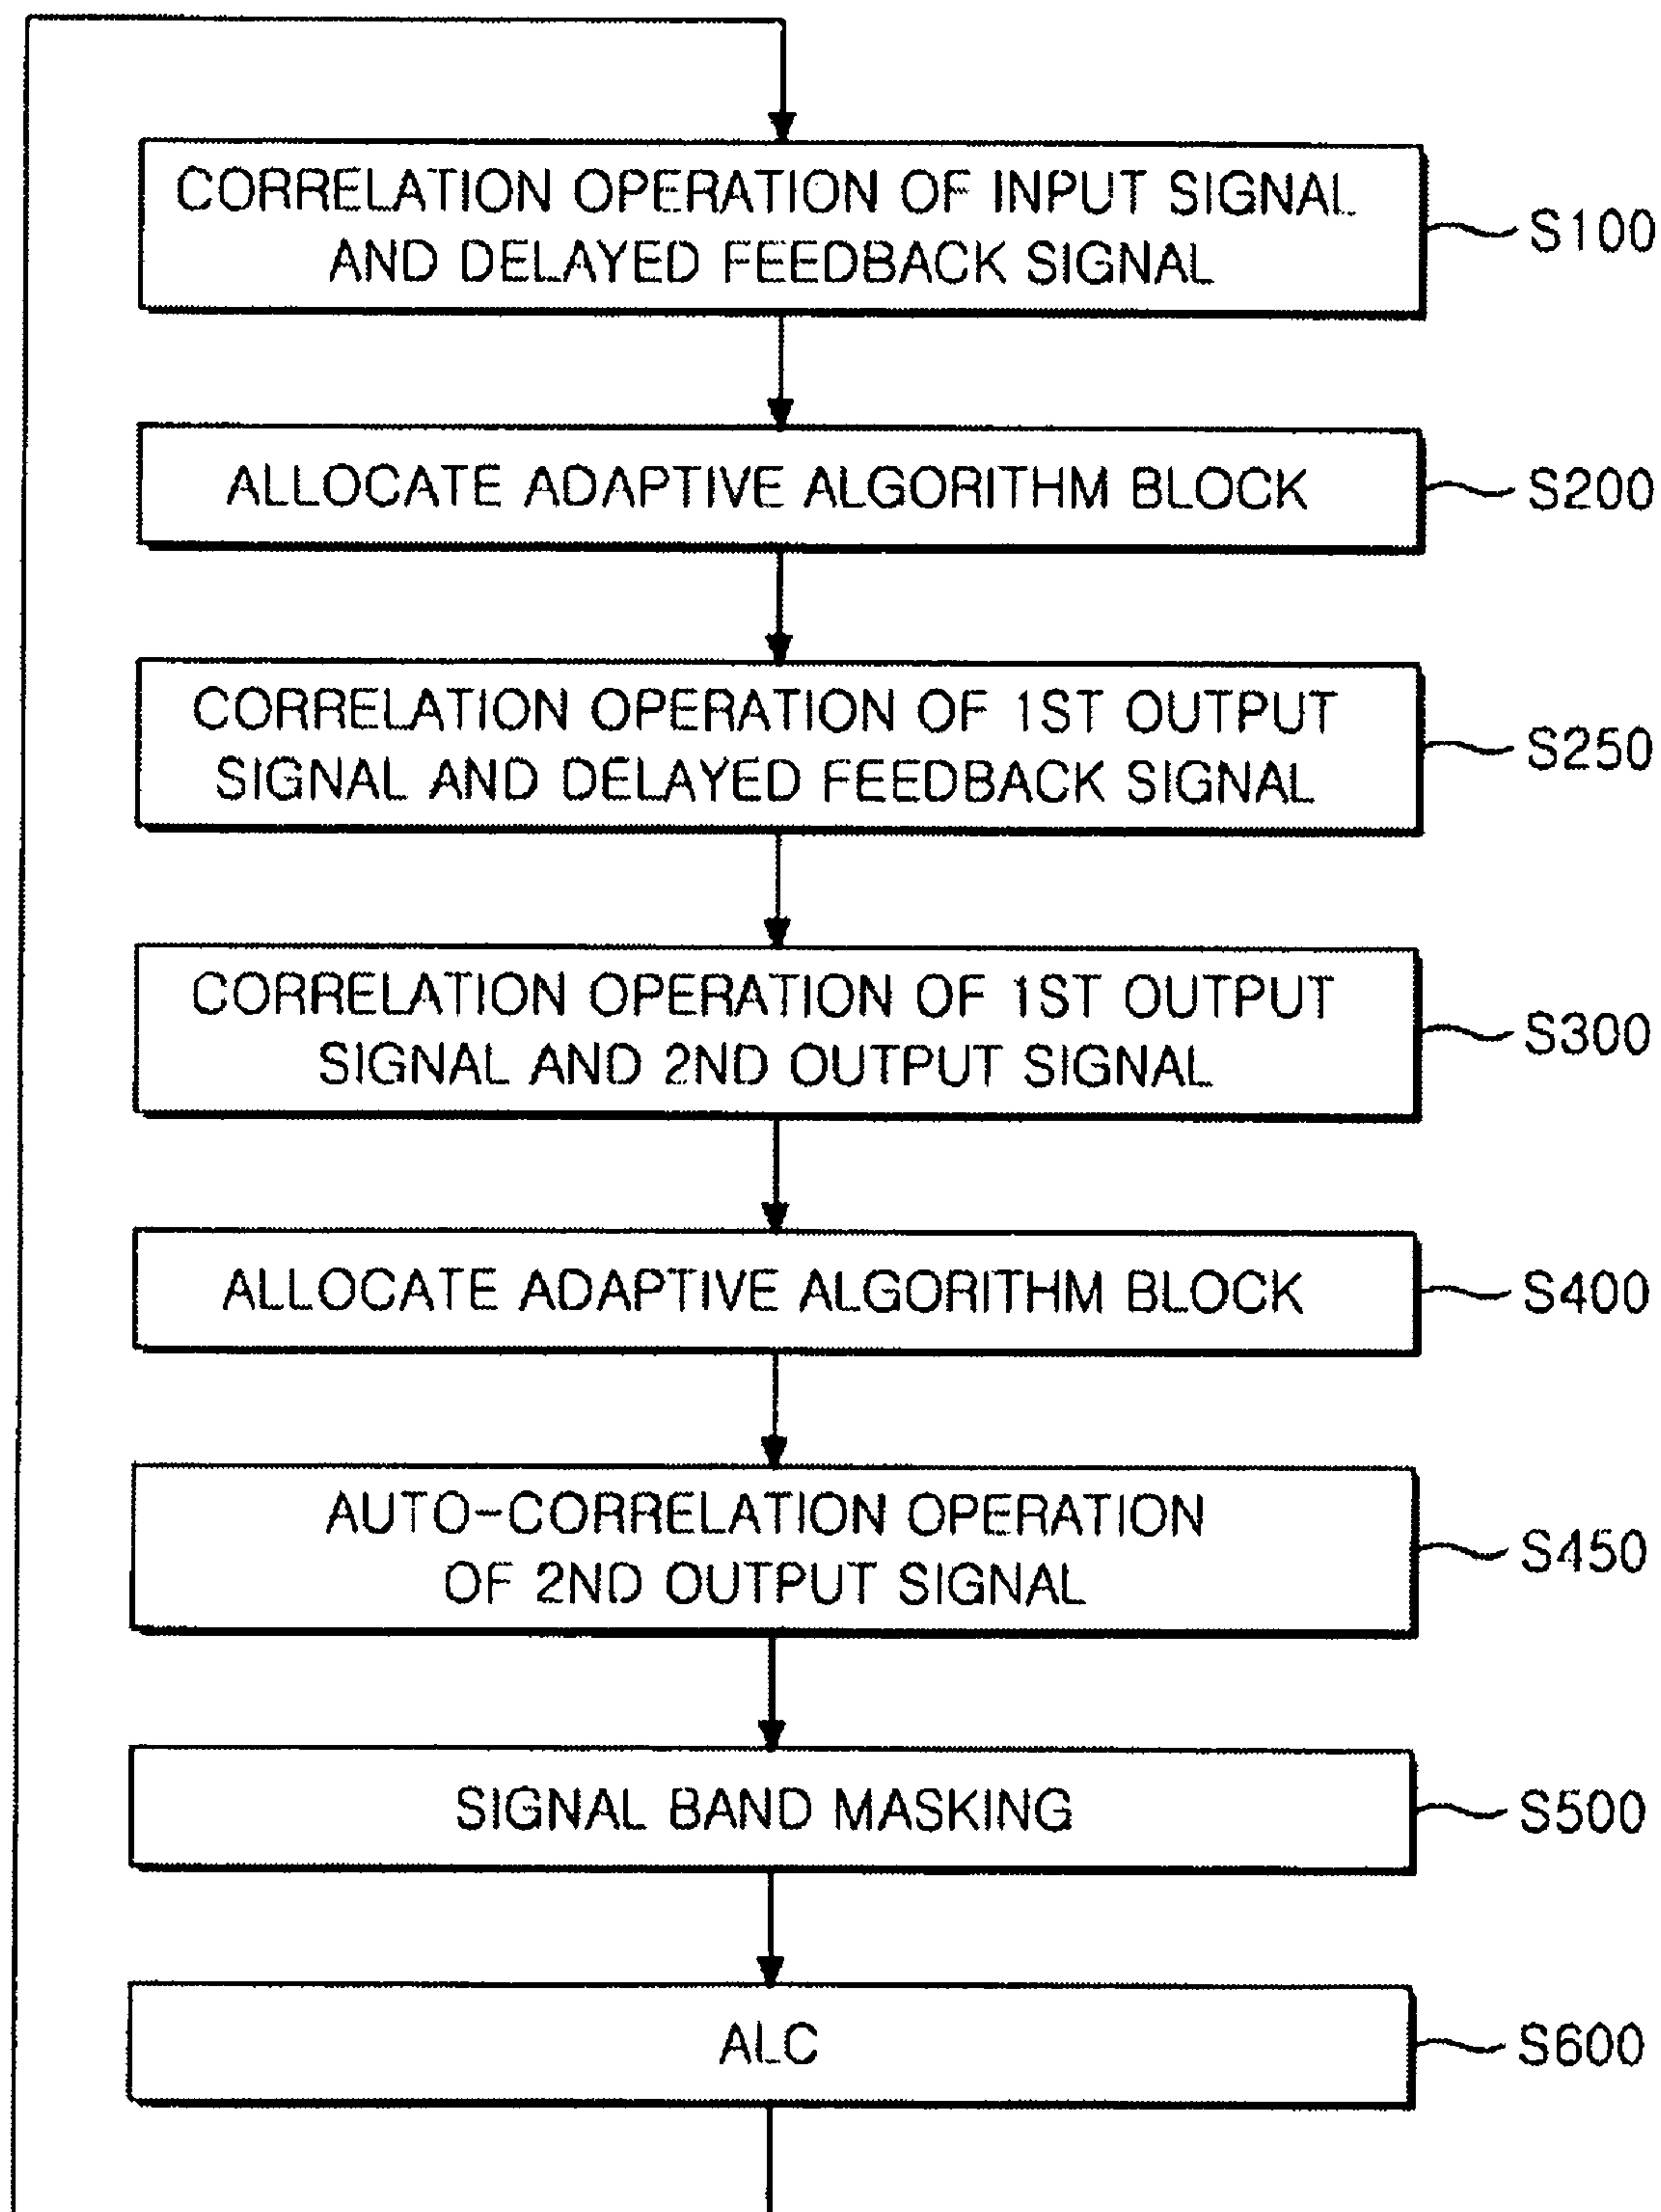 CORRELATION OPERATION OF INPUT SIGNAL
AND DELAYED FEEDBACK SIGNAL
S100
ALLOCATE ADAPTIVE ALGORITHM BLOCK
S200
CORRELATION OPERATION OF 1ST OUTPUT
SIGNAL AND DELAYED FEEDBACK SIGNAL
S250
CORRELATION OPERATION OF 1ST OUTPUT
SIGNAL AND 2ND OUTPUT SIGNAL
S300
ALLOCATE ADAPTIVE ALGORITHM BLOCK
S400
AUTO-CORRELATION OPERATION
OF 2ND OUTPUT SIGNAL
S450
SIGNAL BAND MASKING
S500
ALC
S600